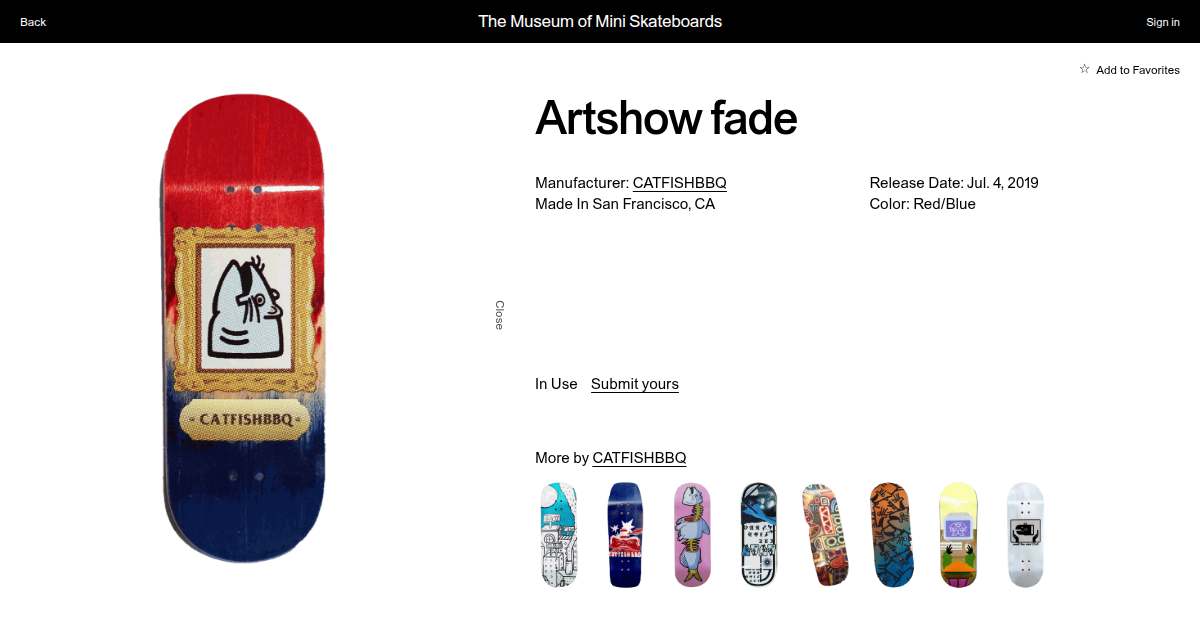 Back
The Museum of Mini Skateboards
Sign in
☆ Add to Favorites
Artshow fade
Manufacturer: CATFISHBBQ
Made In San Francisco, CA
Release Date: Jul. 4, 2019
Color: Red/Blue
Close
CATFISHBBQ
In Use Submit yours
More by CATFISHBBQ